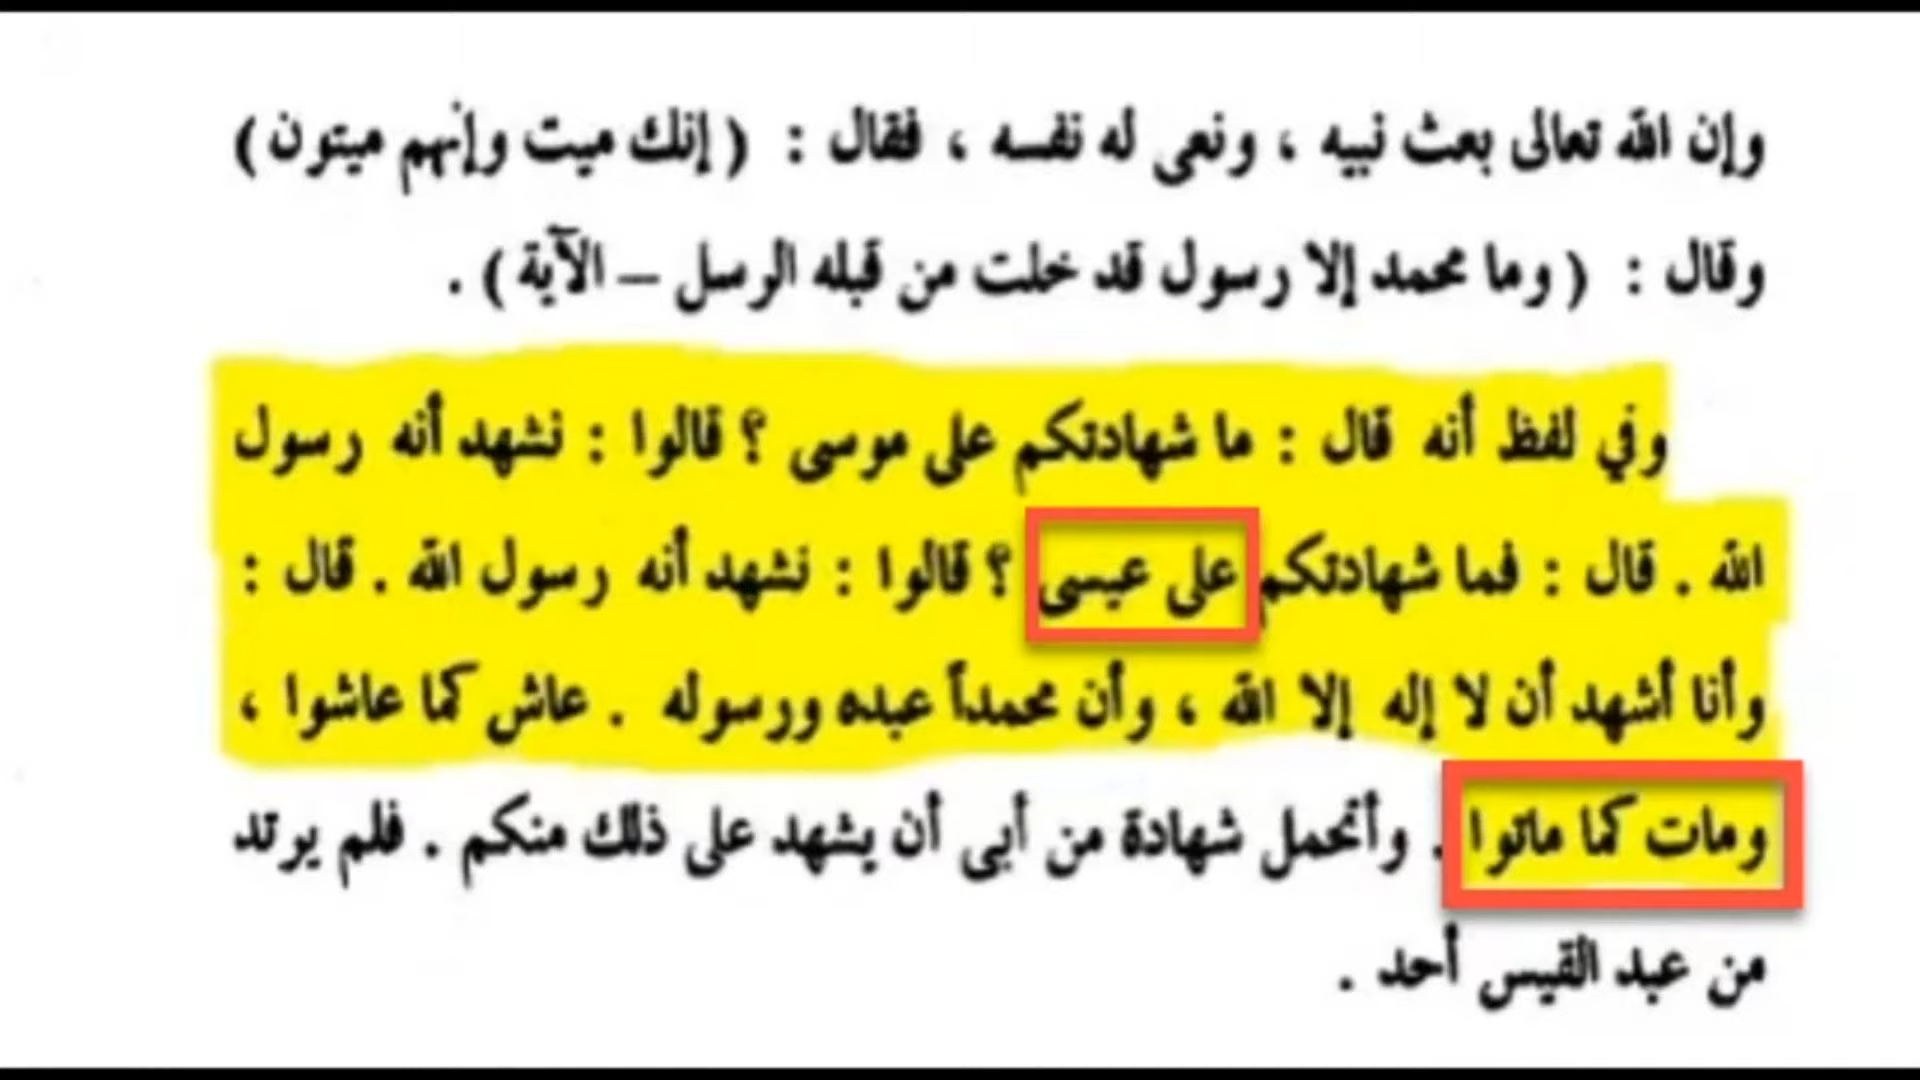 وإن الله تعالى بعث نبيه ، ونعى له نفسه ، فقال : ( إنك ميت وإنهم ميتون )
وقال : ( وما محمد إلا رسول قد خلت من قبله الرسل – الآية ) .
وفي لفظ أنه قال : ما شهادتكم على موسى ؟ قالوا : نشهد أنه رسول
الله . قال : فما شهادتكم على عيسى ؟ قالوا : نشهد أنه رسول الله . قال :
وأنا أشهد أن لا إله إلا الله ، وأن محمداً عبده ورسوله . عاش كما عاشوا ،
ومات كما ماتوا . وأتحمل شهادة من أبى أن يشهد على ذلك منكم . فلم يرتد
من عبد القيس أحد .